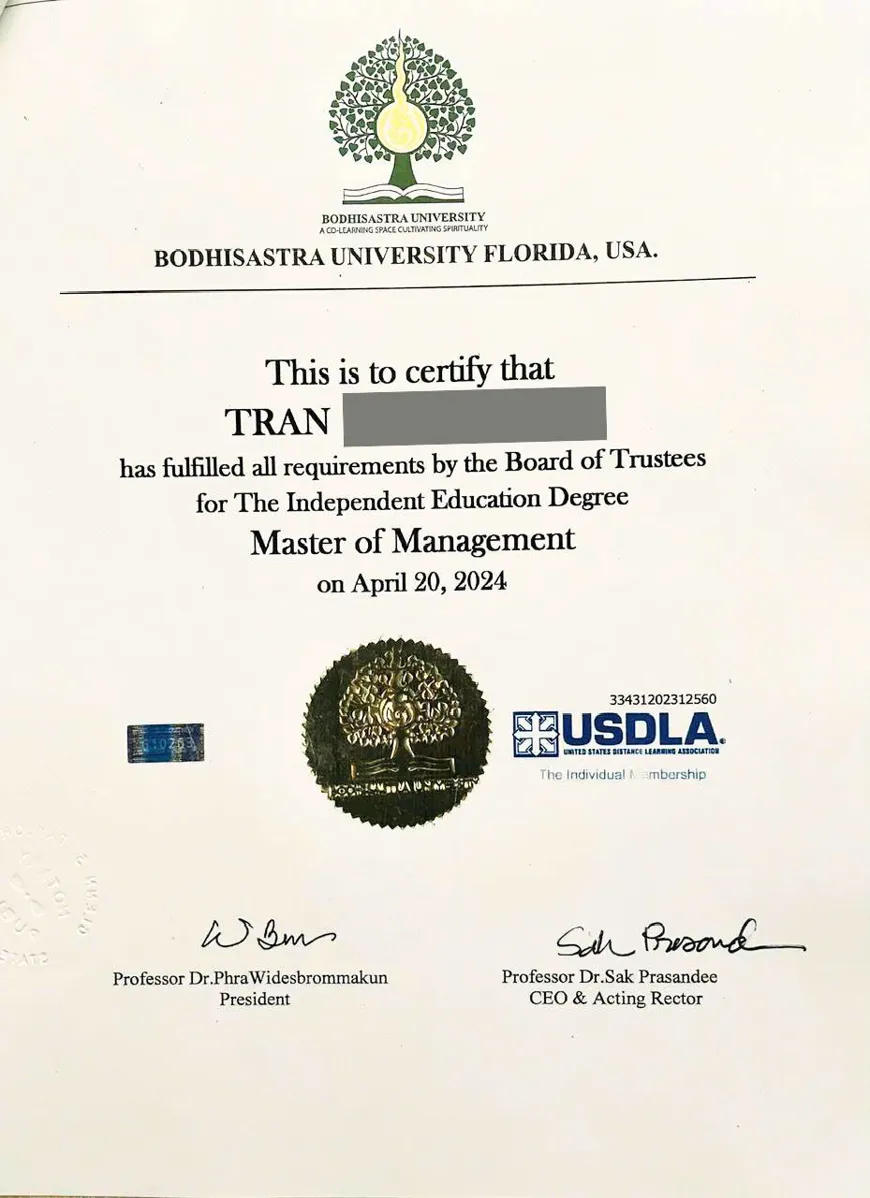 BODHISASTRA UNIVERSITY
A CO-LEARNING SPACE CULTIVATING SPIRITUALITY
BODHISASTRA UNIVERSITY FLORIDA, USA.
This is to certify that
TRAN
has fulfilled all requirements by the Board of Trustees
for The Independent Education Degree
Master of Management
on April 20, 2024
33431202312560
USDLA®
UNITED STATES DISTANCE LEARNING ASSOCIATION
The Individual Membership
Professor Dr.PhraWidesbrommakun
President
Professor Dr.Sak Prasandee
CEO & Acting Rector